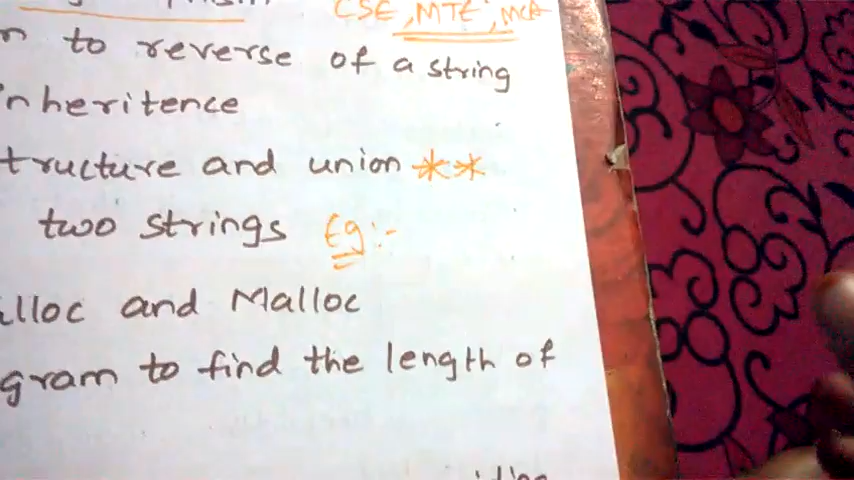 CSE, MTE, MCA
n to reverse of a string
nheritence
tructure and union **
two strings Eg:-
lloc and Malloc
gram to find the length of